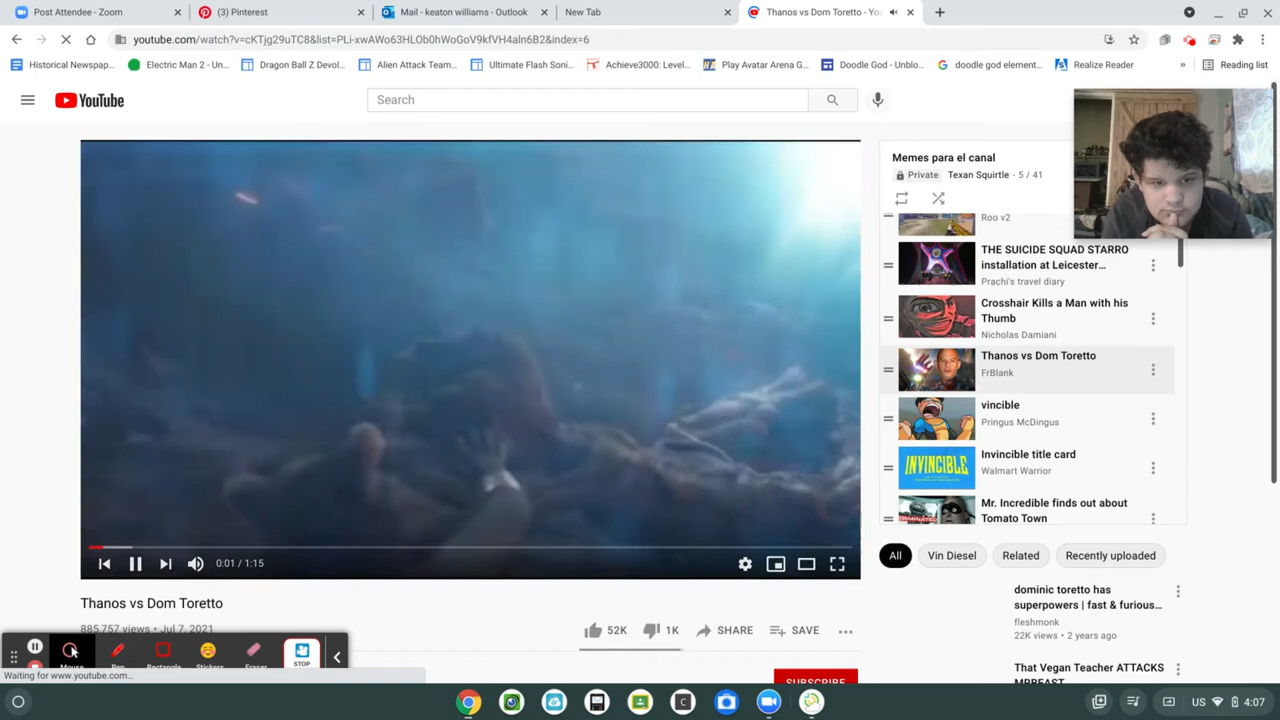 Post Attendee - Zoom
(3) Pinterest
Mail - keaton williams - Outlook
New Tab
Thanos vs Dom Toretto - You
youtube.com/watch?v=cKTjg29uTC8&list=PLi-xwAWo63HLOb0hWoGoV9kfVH4aln6B2&index=6
Historical Newspap...
Electric Man 2 - Un...
Dragon Ball Z Devol...
Alien Attack Team...
Ultimate Flash Soni...
Achieve3000: Level...
Play Avatar Arena G...
Doodle God - Unblo...
doodle god element...
Realize Reader
»
Reading list
YouTube
Search
Memes para el canal
Private Texan Squirtle · 5 / 41
Roo v2
THE SUICIDE SQUAD STARRO
installation at Leicester...
Prachi's travel diary
Crosshair Kills a Man with his
Thumb
Nicholas Damiani
Thanos vs Dom Toretto
FrBlank
vincible
Pringus McDingus
INVINCIBLE
Invincible title card
Walmart Warrior
Mr. Incredible finds out about
Tomato Town
0:01 / 1:15
All
Vin Diesel
Related
Recently uploaded
Thanos vs Dom Toretto
885,757 views · Jul 7, 2021
52K
1K
SHARE
SAVE
dominic toretto has
superpowers | fast & furious...
fleshmonk
22K views · 2 years ago
That Vegan Teacher ATTACKS
MRBEAST
SUBSCRIBE
Mouse
Pen
Rectangle
Stickers
Eraser
STOP
Waiting for www.youtube.com...
US
4:07